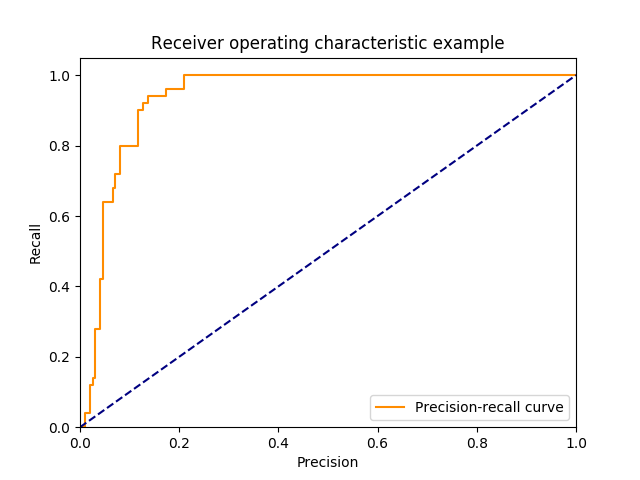 Receiver operating characteristic example
1.0
0.8
0.6
0.4
0.2
0.0
Recall
Precision-recall curve
0.0 0.2 0.4 0.6 0.8 1.0
Precision